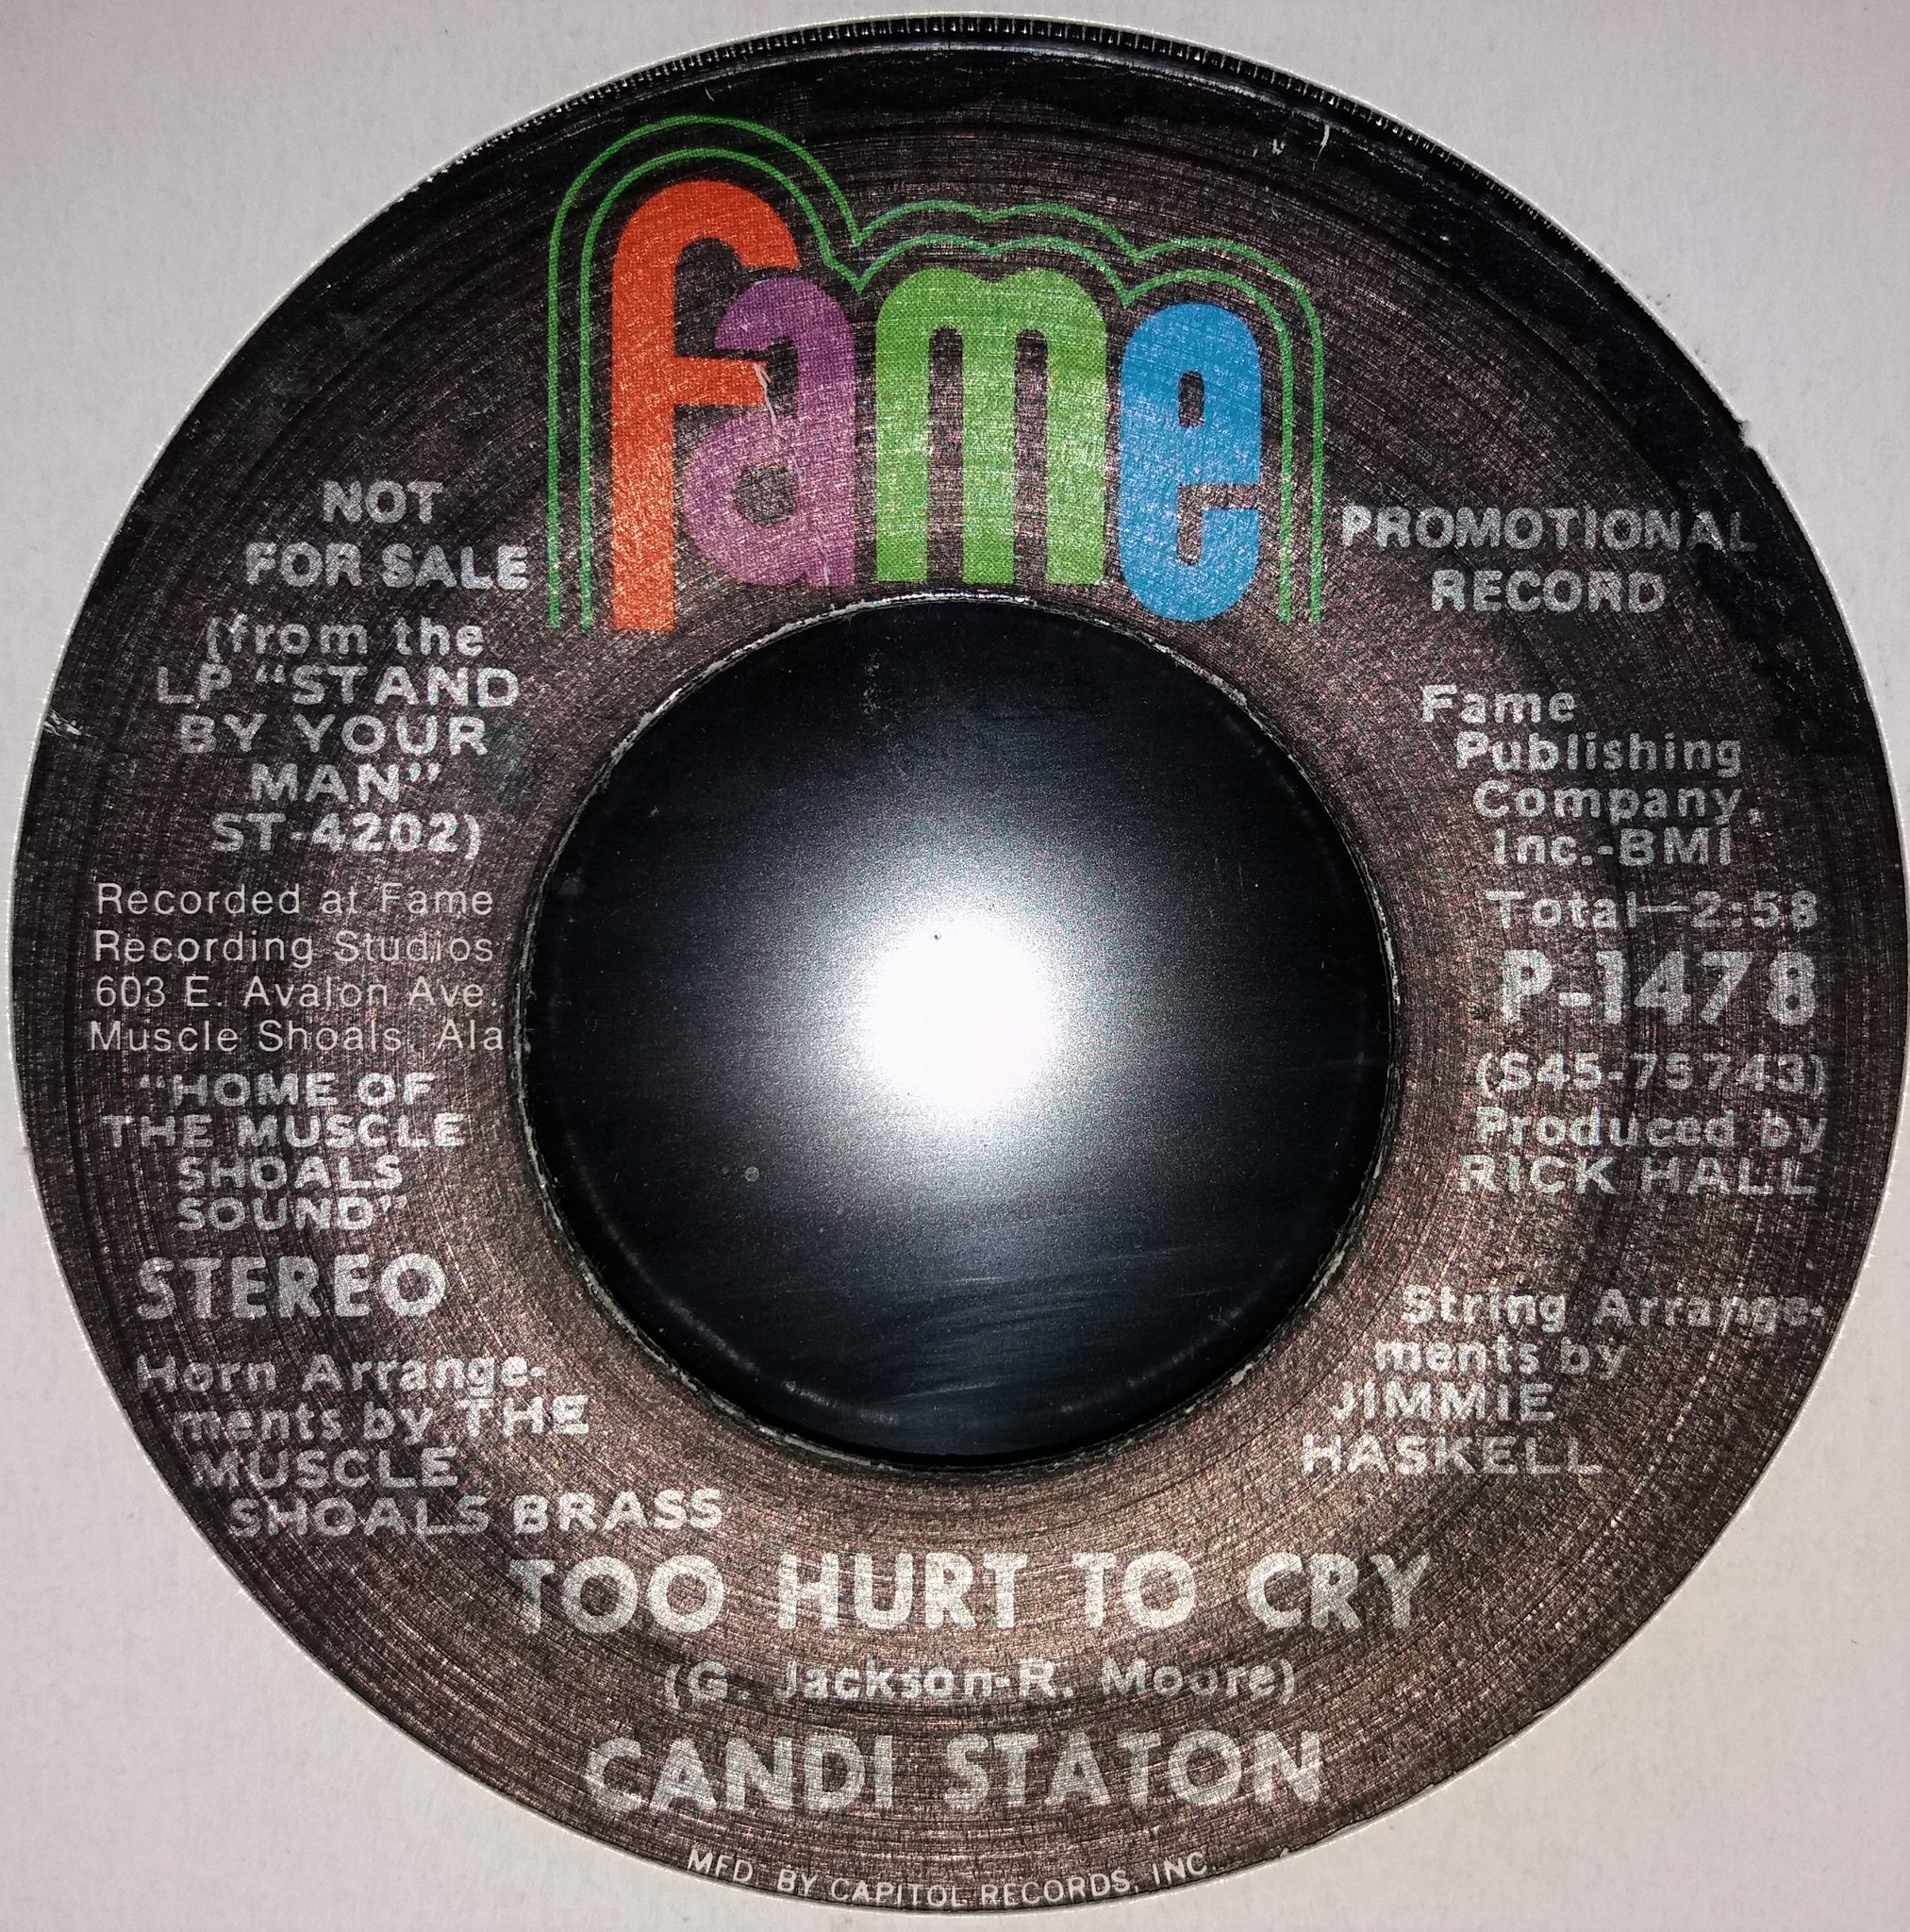 fame
NOT
FOR SALE
(from the
LP "STAND
BY YOUR
MAN"
ST-4202)
Recorded at Fame
Recording Studios
603 E. Avalon Ave.
Muscle Shoals, Ala
"HOME OF
THE MUSCLE
SHOALS
SOUND"
STEREO
Horn Arrange-
ments by THE
MUSCLE
SHOALS BRASS
PROMOTIONAL
RECORD
Fame
Publishing
Company,
Inc.-BMI
Total—2:58
P-1478
(S45-75743)
Produced by
RICK HALL
String Arrange-
ments by
JIMMIE
HASKELL
TOO HURT TO CRY
(G. Jackson-R. Moore)
CANDI STATON
MFD. BY CAPITOL RECORDS, INC.